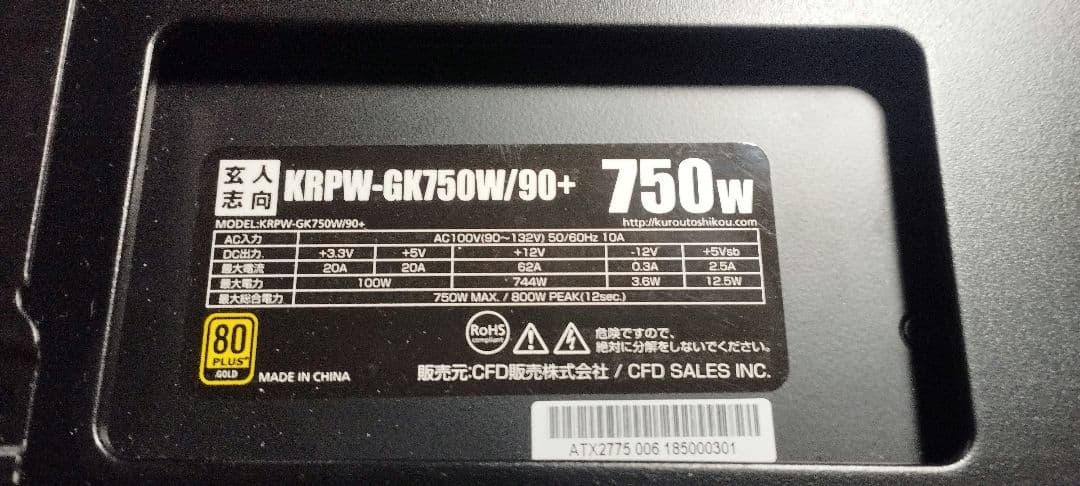 玄人
志向
KRPW-GK750W/90+ 750W
MODEL:KRPW-GK750W/90+ http://kuroutoshikou.com
AC入力 AC100V(90～132V) 50/60Hz 10A
DC出力 +3.3V +5V +12V -12V +5Vsb
最大電流 20A 20A 62A 0.3A 2.5A
最大電力 100W 744W 3.6W 12.5W
最大総合電力 750W MAX. / 800W PEAK(12sec.)
80
PLUS
GOLD
MADE IN CHINA
RoHS
compliant
危険ですので、
絶対に分解をしないでください。
販売元:CFD販売株式会社 / CFD SALES INC.
ATX2775 006 185000301